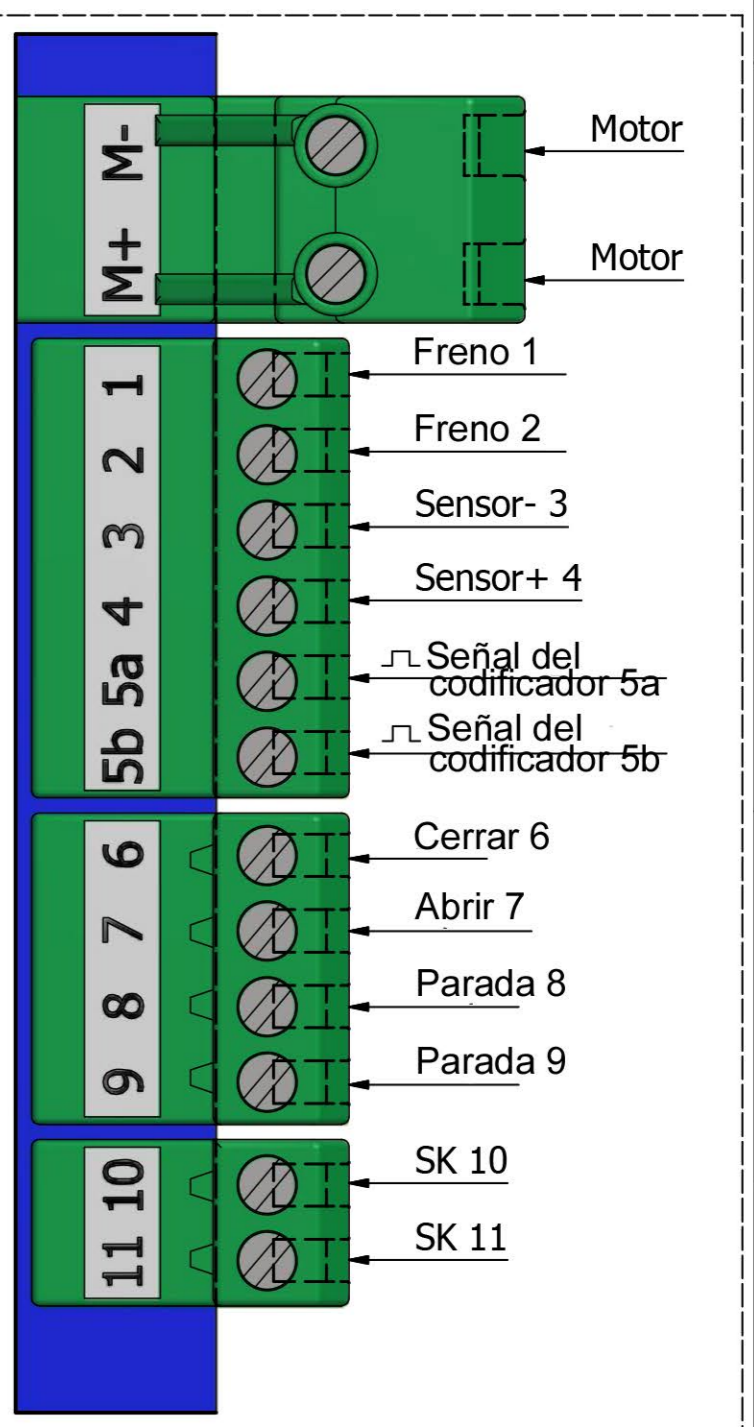 M-
Motor
M+
Motor
1
Freno 1
2
Freno 2
3
Sensor- 3
4
Sensor+ 4
5a
Señal del
codificador 5a
5b
Señal del
codificador 5b
6
Cerrar 6
7
Abrir 7
8
Parada 8
9
Parada 9
10
SK 10
11
SK 11